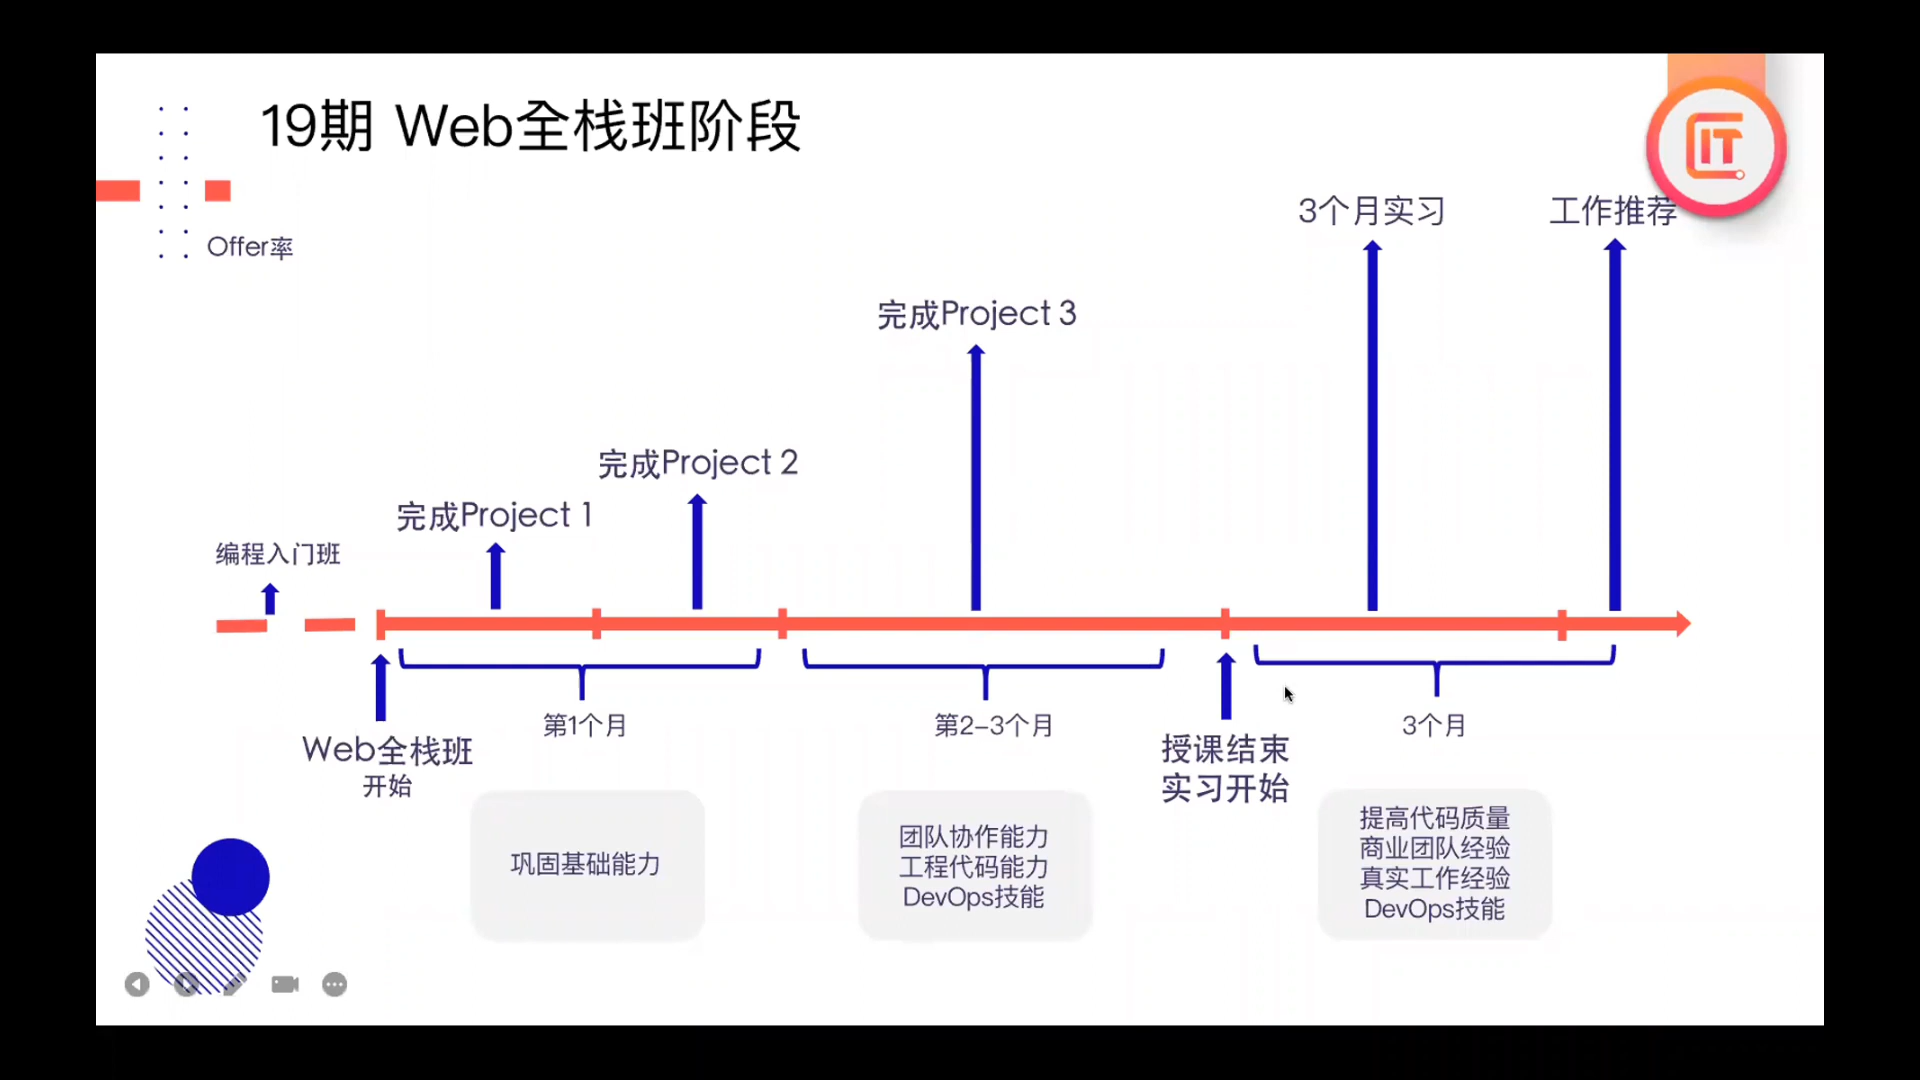 19期 Web全栈班阶段
IT
Offer率
3个月实习
工作推荐
完成Project 3
完成Project 2
完成Project 1
编程入门班
Web全栈班
开始
第1个月
第2-3个月
授课结束
实习开始
3个月
巩固基础能力
团队协作能力
工程代码能力
DevOps技能
提高代码质量
商业团队经验
真实工作经验
DevOps技能